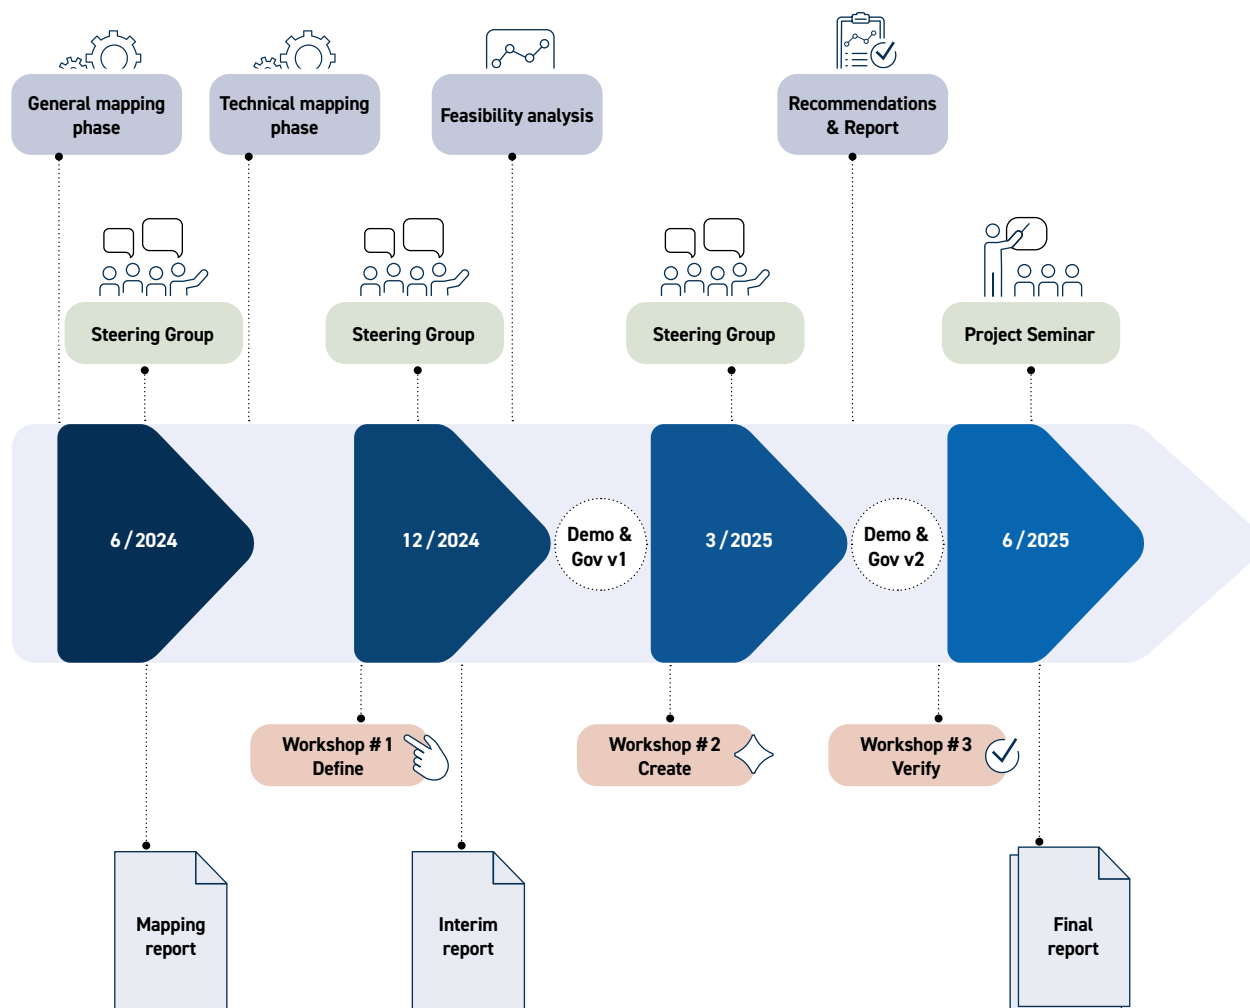 General mapping
phase
Technical mapping
phase
Feasibility analysis
Recommendations
& Report
Steering Group
Steering Group
Steering Group
Project Seminar
6/2024
12/2024
Demo &
Gov v1
3/2025
Demo &
Gov v2
6/2025
Workshop #1
Define
Workshop #2
Create
Workshop #3
Verify
Mapping
report
Interim
report
Final
report